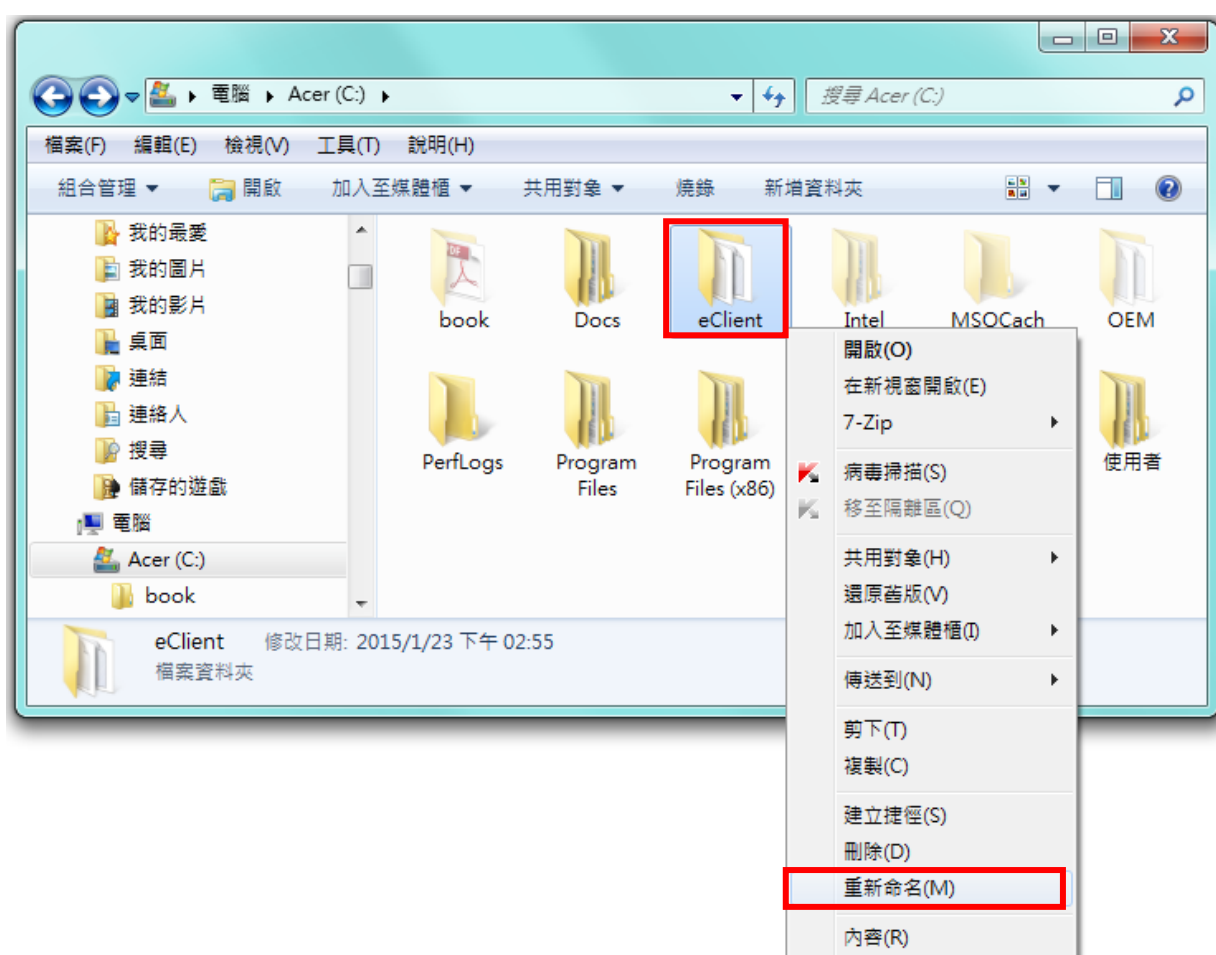 電腦 Acer (C:)
搜尋 Acer (C:)
檔案(F) 編輯(E) 檢視(V) 工具(T) 說明(H)
組合管理 開啟 加入至媒體櫃 共用對象 燒錄 新增資料夾
我的最愛
我的圖片
我的影片
桌面
連結
連絡人
搜尋
儲存的遊戲
電腦
Acer (C:)
book
book Docs eClient Intel MSOCach OEM
PerfLogs Program Files Program Files (x86) 使用者
eClient 修改日期: 2015/1/23 下午 02:55
檔案資料夾
開啟(O)
在新視窗開啟(E)
7-Zip
病毒掃描(S)
移至隔離區(Q)
共用對象(H)
還原舊版(V)
加入至媒體櫃(I)
傳送到(N)
剪下(T)
複製(C)
建立捷徑(S)
刪除(D)
重新命名(M)
內容(R)